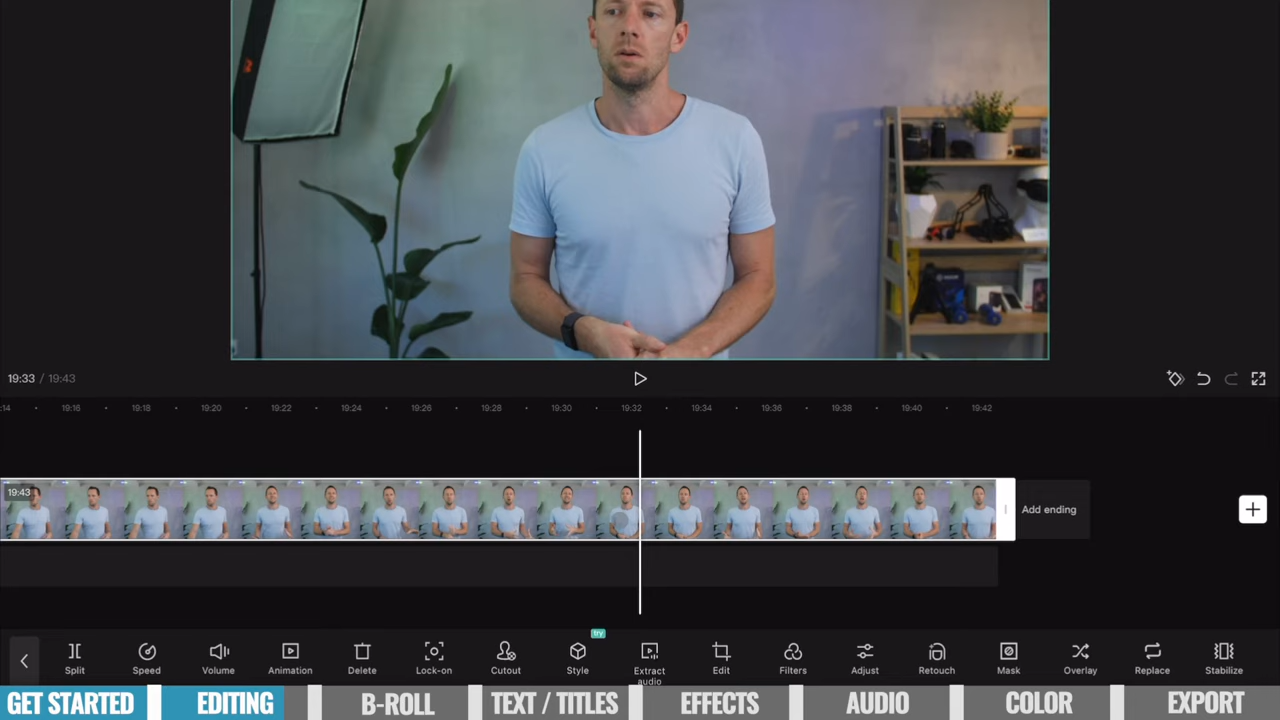 19:33 / 19:43
:14 19:16 19:18 19:20 19:22 19:24 19:26 19:28 19:30 19:32 19:34 19:36 19:38 19:40 19:42
19:43
Add ending
try
Split Speed Volume Animation Delete Lock-on Cutout Style Extract audio Edit Filters Adjust Retouch Mask Overlay Replace Stabilize
GET STARTED EDITING B-ROLL TEXT / TITLES EFFECTS AUDIO COLOR EXPORT